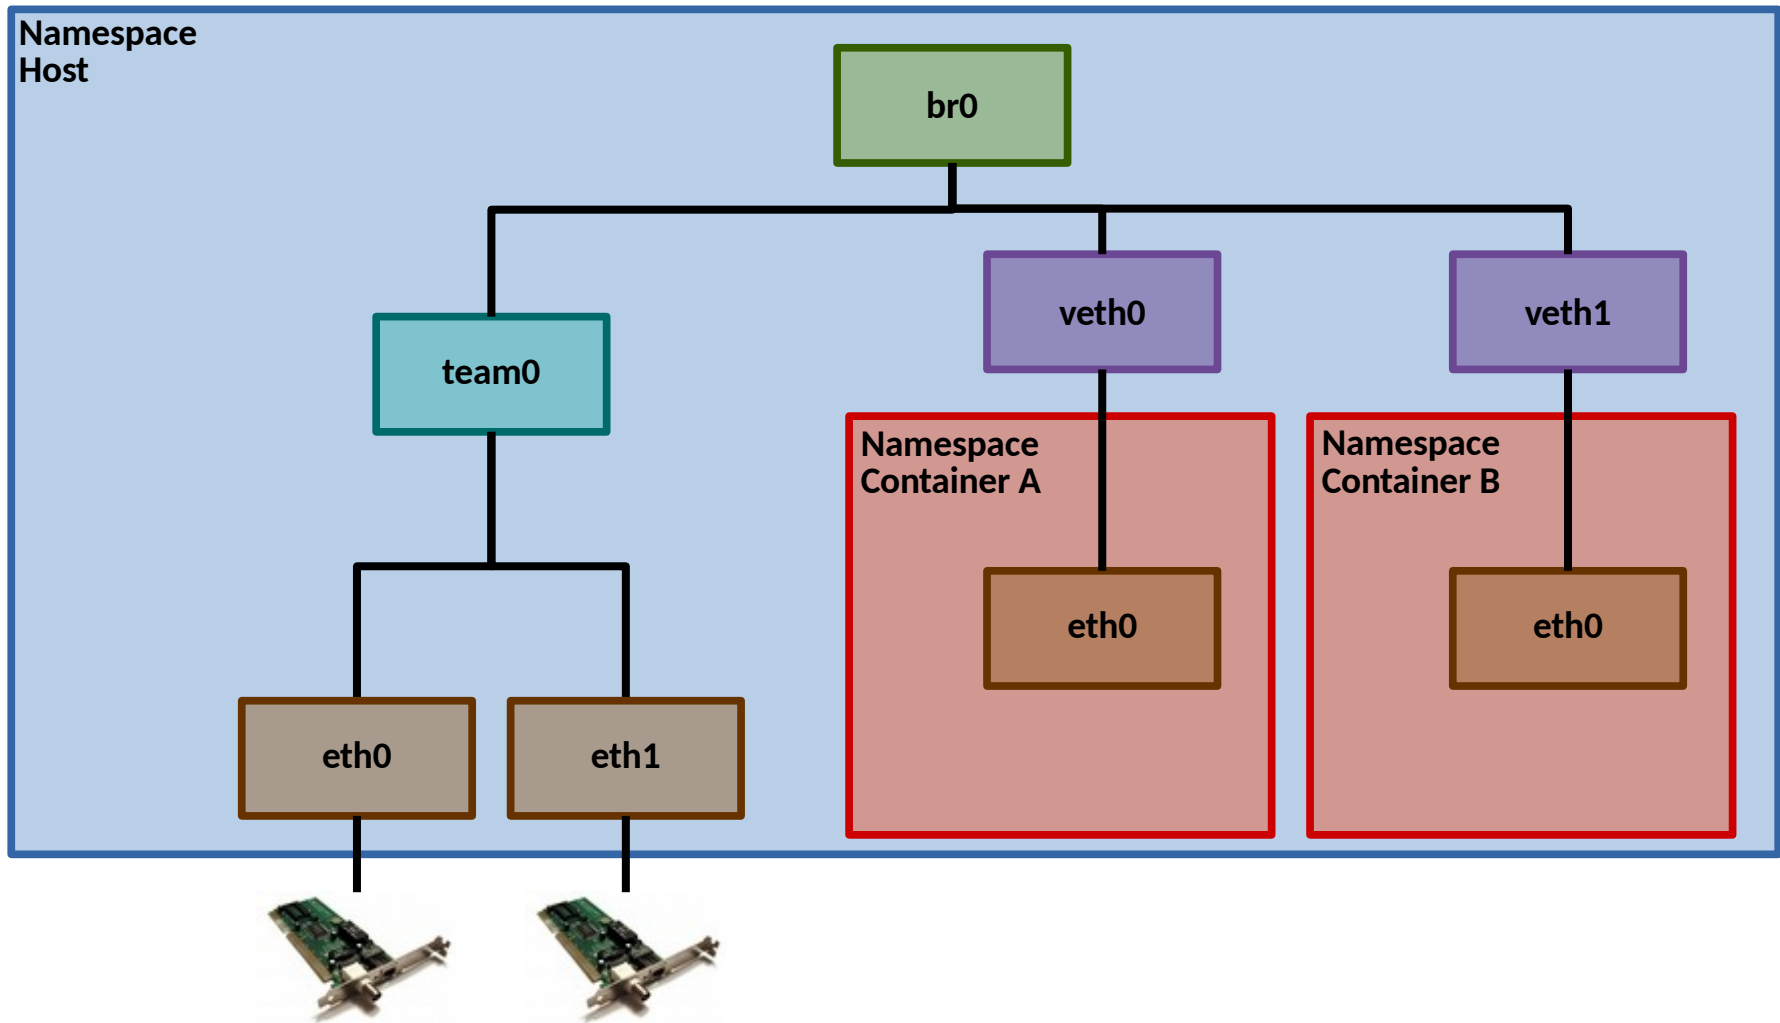 Namespace
Host
br0
team0
veth0
veth1
Namespace
Container A
Namespace
Container B
eth0
eth0
eth0
eth1